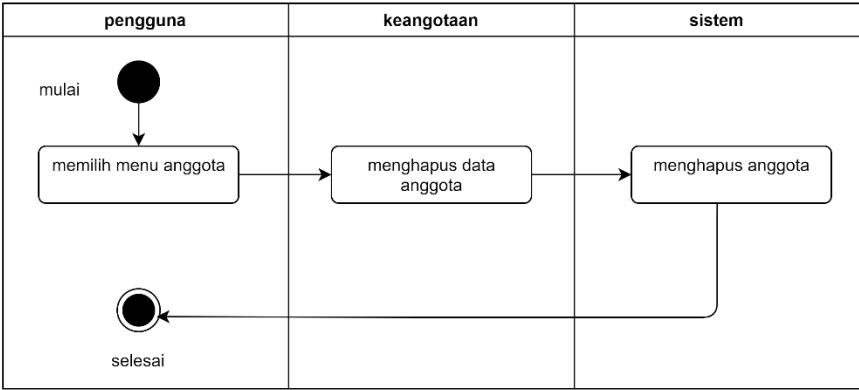 pengguna
keangotaan
sistem
mulai
memilih menu anggota
menghapus data
anggota
menghapus anggota
selesai